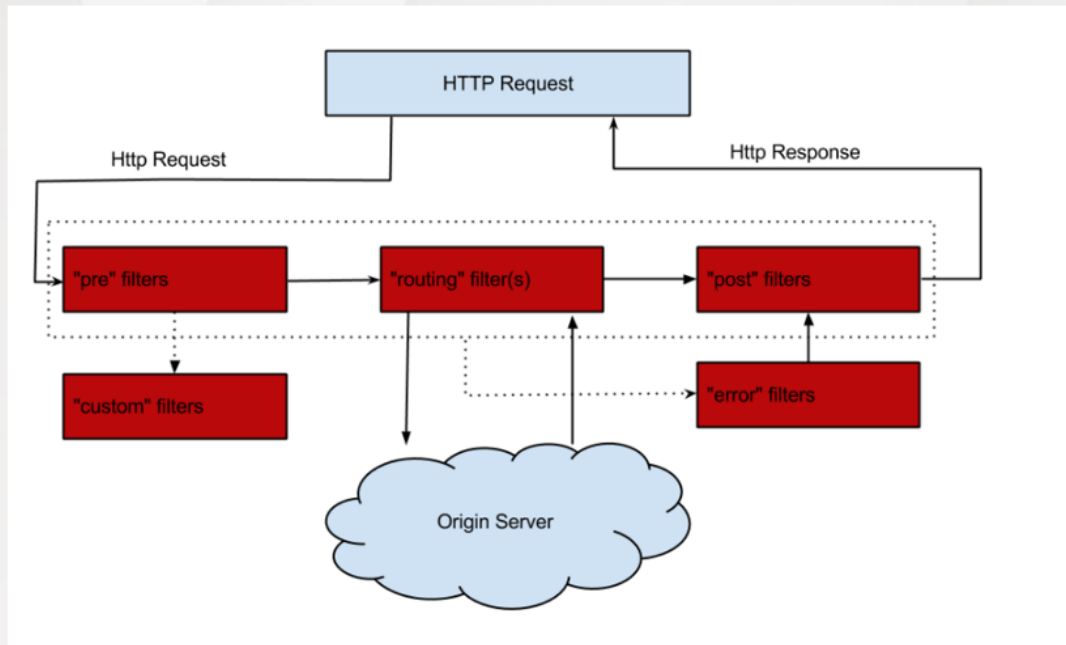 HTTP Request
Http Request
Http Response
"pre" filters
"routing" filter(s)
"post" filters
"custom" filters
"error" filters
Origin Server